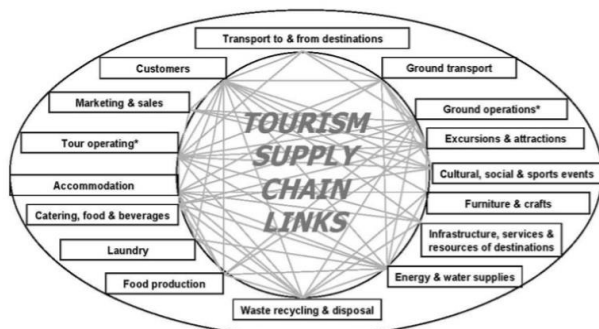 Transport to & from destinations
Customers
Ground transport
Marketing & sales
Ground operations*
Tour operating*
Excursions & attractions
TOURISM
SUPPLY
CHAIN
LINKS
Cultural, social & sports events
Accommodation
Furniture & crafts
Catering, food & beverages
Infrastructure, services &
resources of destinations
Laundry
Energy & water supplies
Food production
Waste recycling & disposal